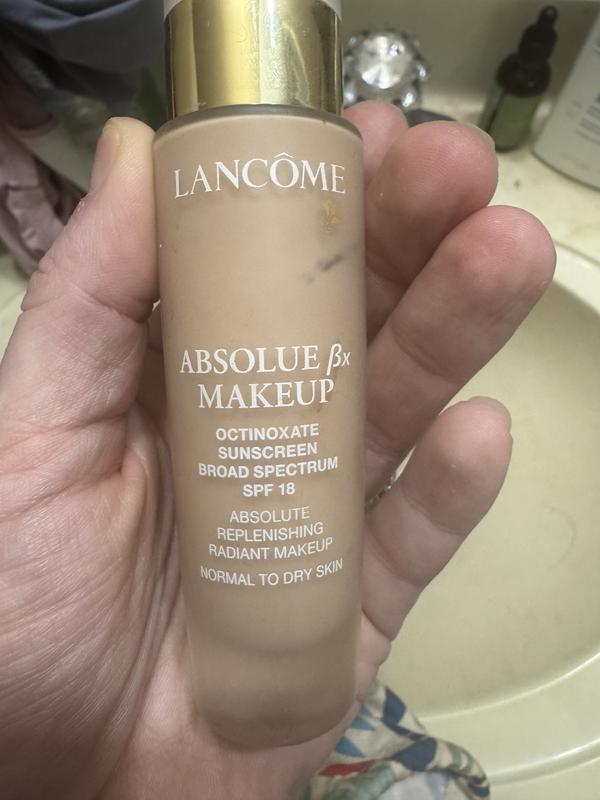 LANCÔME
ABSOLUE βx
MAKEUP
OCTINOXATE
SUNSCREEN
BROAD SPECTRUM
SPF 18
ABSOLUTE
REPLENISHING
RADIANT MAKEUP
NORMAL TO DRY SKIN